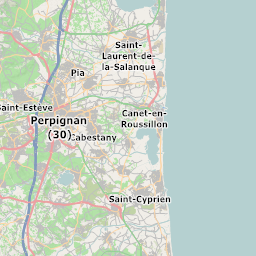 Saint-
Laurent-de-
la-Salanque
Pia
Saint-Estève
Canet-en-
Roussillon
Perpignan
(30)
Cabestany
Saint-Cyprien